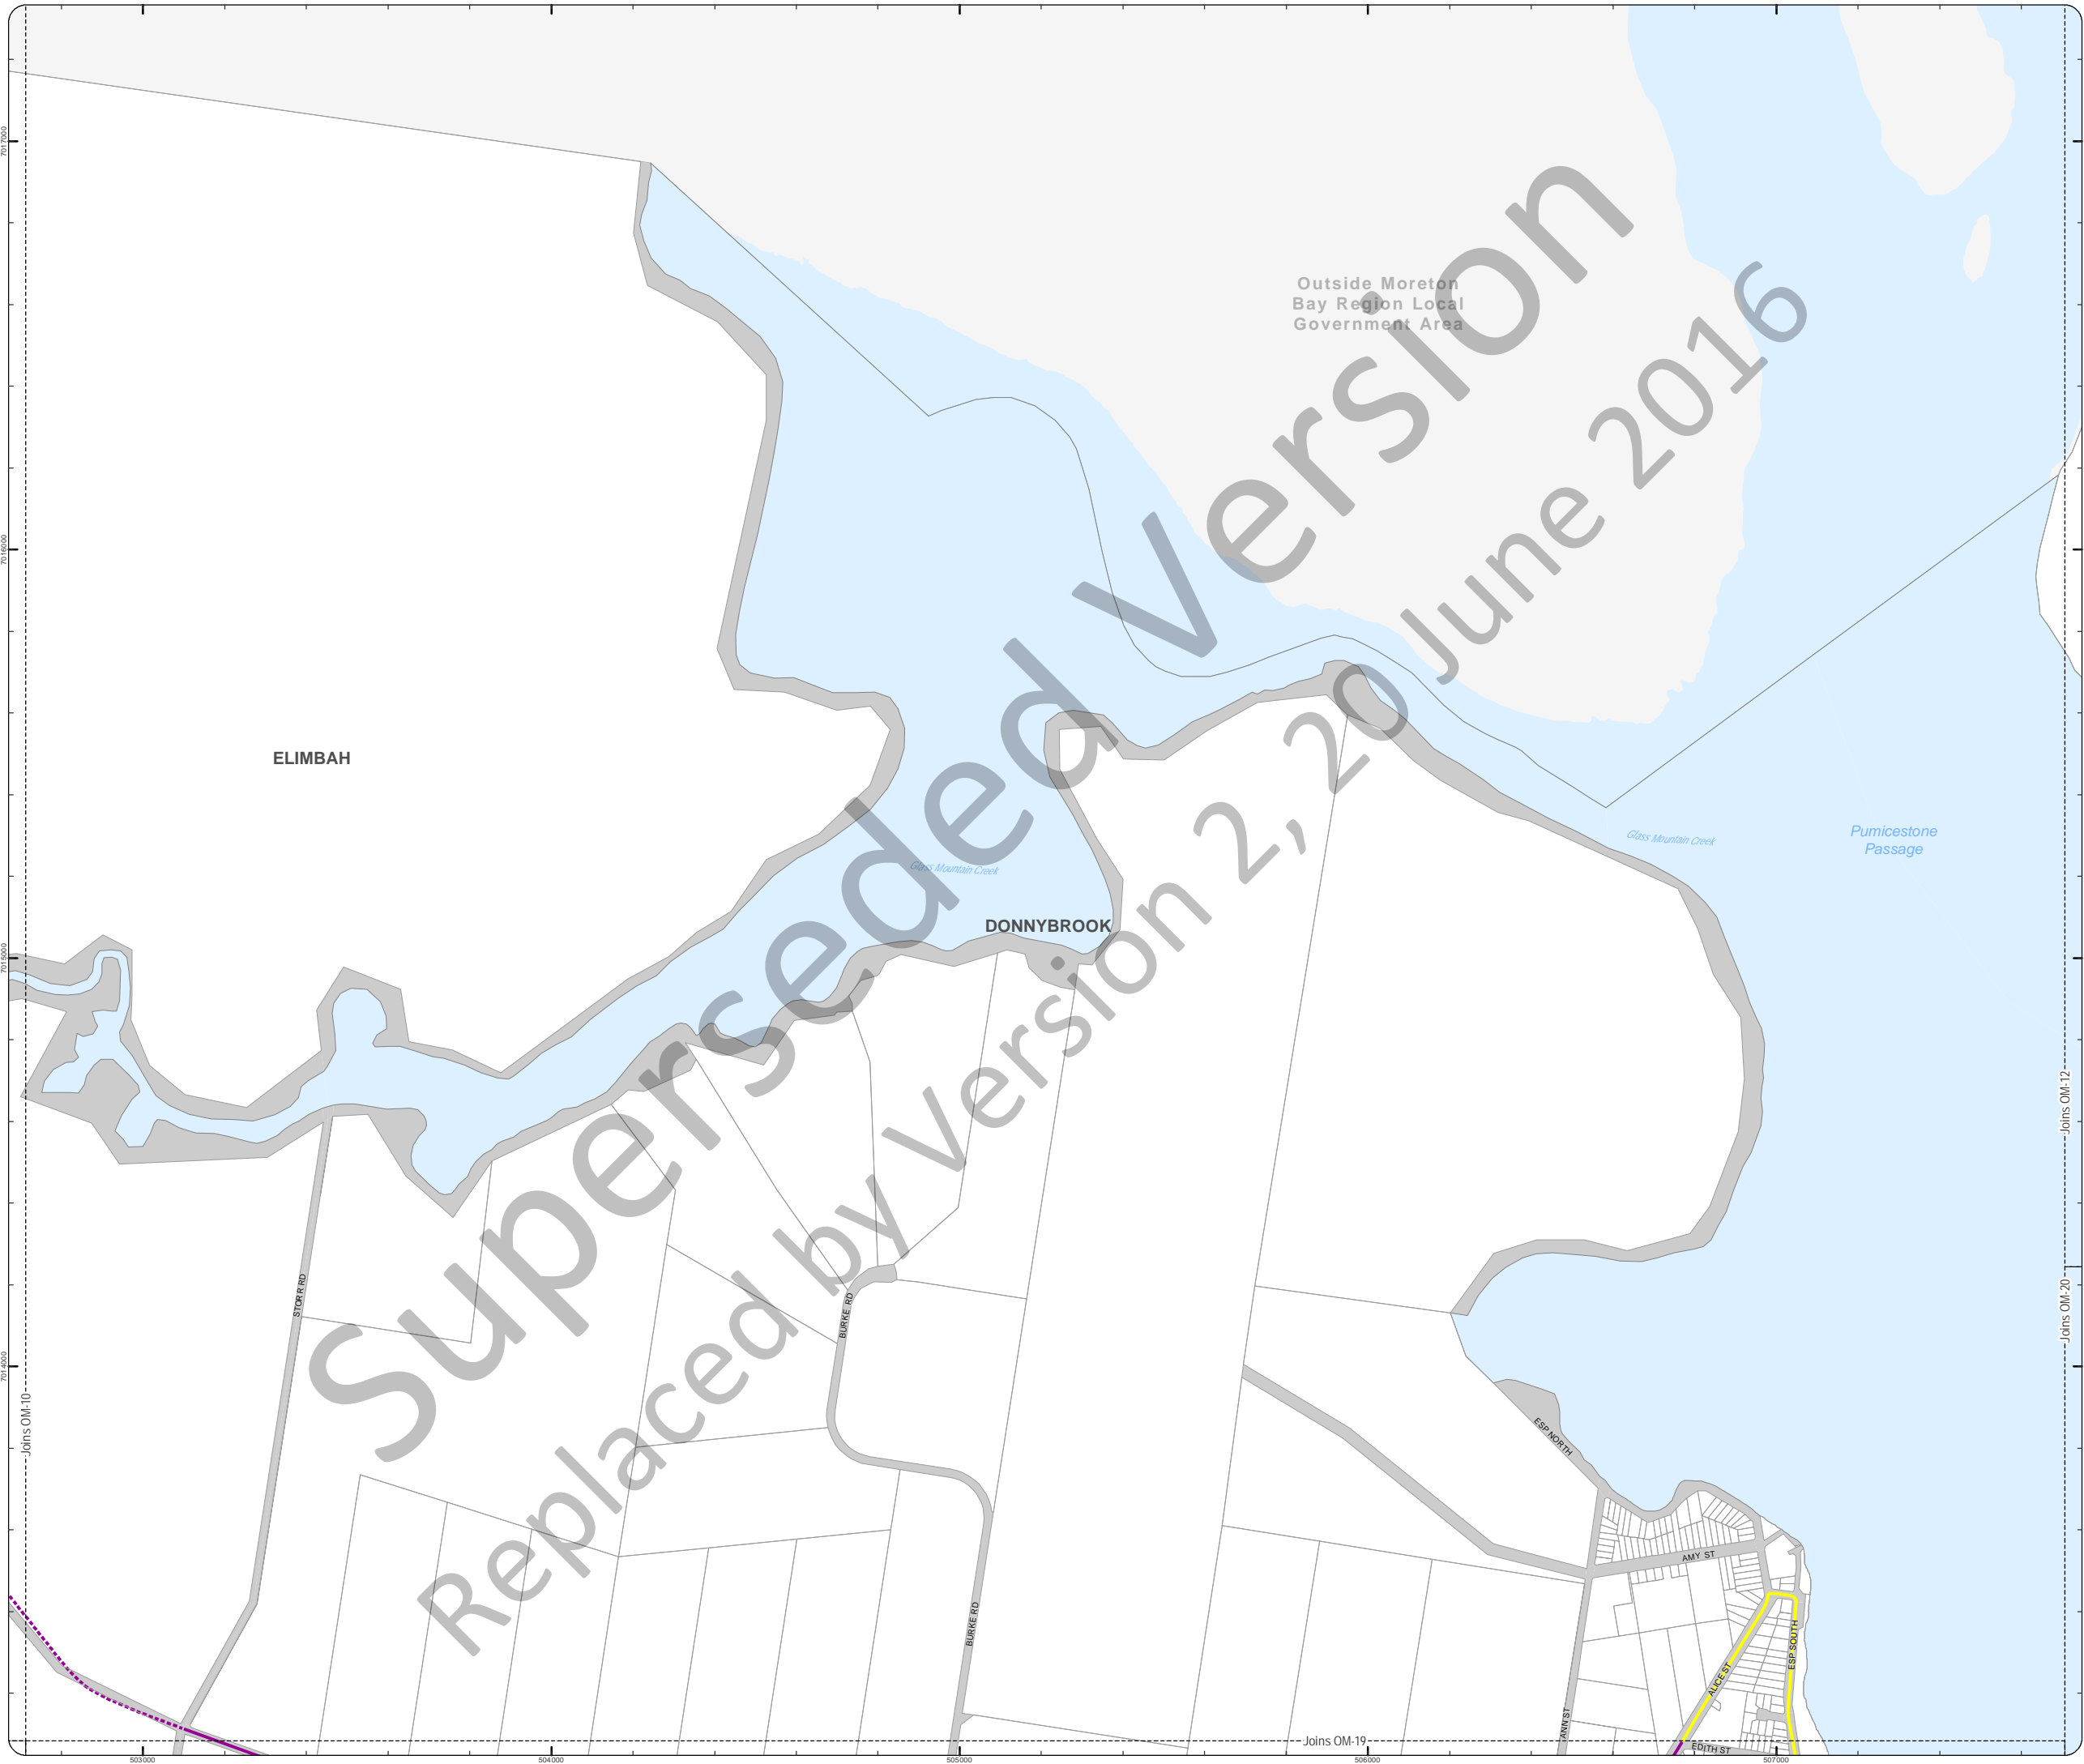 Outside Moreton
Bay Region Local
Government Area
Superseded Version
Replaced by Version 2, 20 June 2016
ELIMBAH
DONNYBROOK
Glass Mountain Creek
Glass Mountain Creek
Pumicestone
Passage
STORR RD
BURKE RD
BURKE RD
ESP NORTH
AMY ST
ALICE ST
ESP SOUTH
ANN ST
EDITH ST
Joins OM-10
Joins OM-12
Joins OM-20
Joins OM-19
7017000
7016000
7015000
7014000
503000
504000
505000
506000
507000